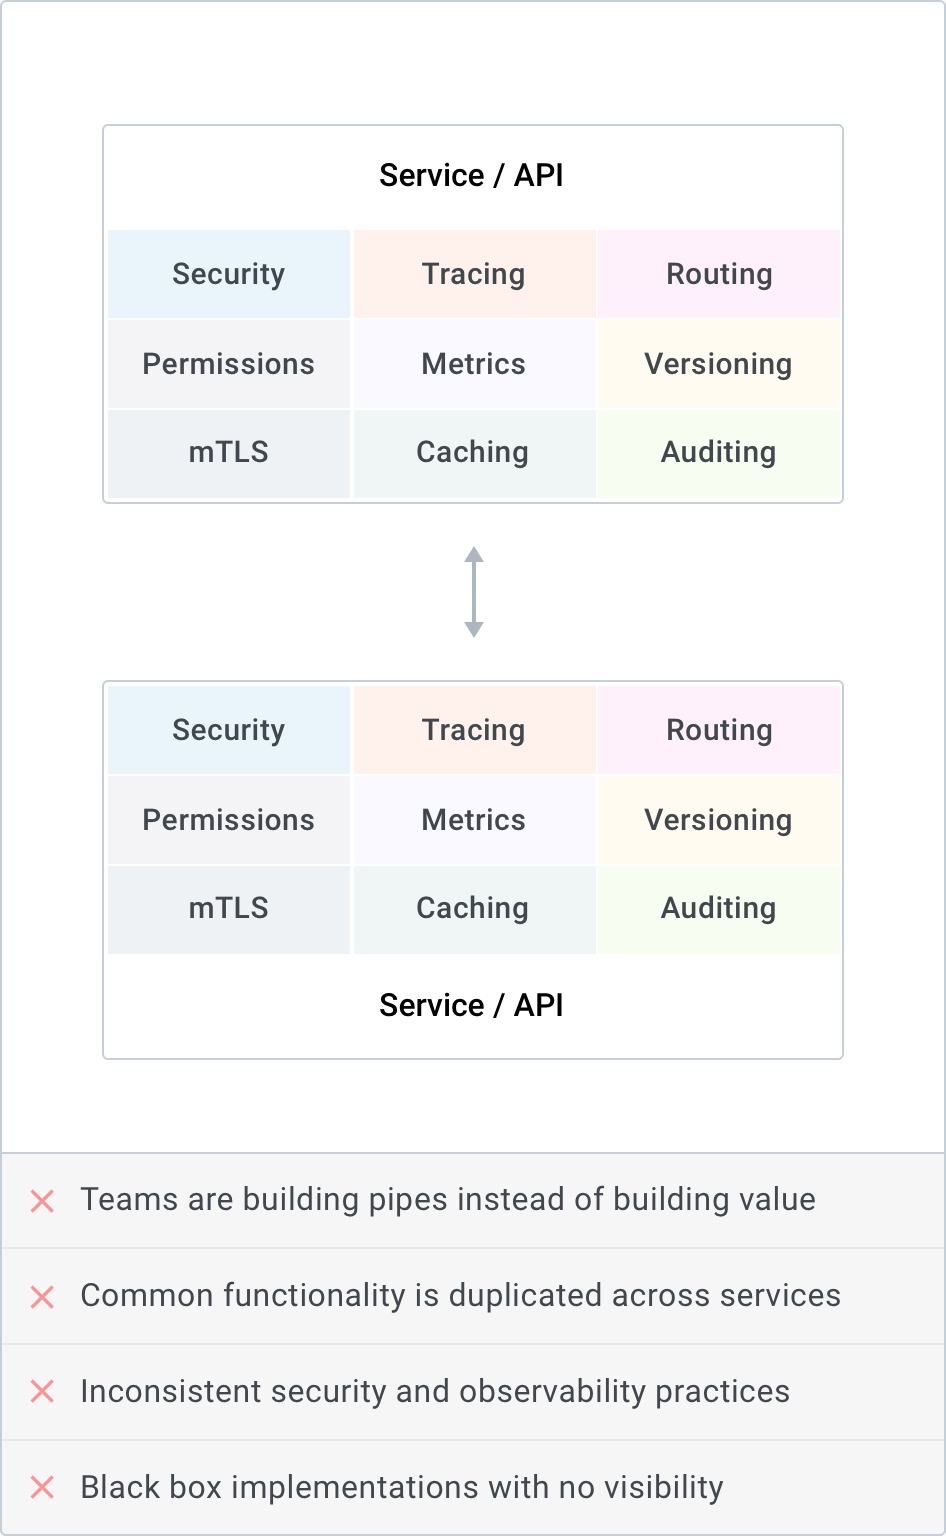 Service / API
Security Tracing Routing
Permissions Metrics Versioning
mTLS Caching Auditing
Security Tracing Routing
Permissions Metrics Versioning
mTLS Caching Auditing
Service / API
Teams are building pipes instead of building value
Common functionality is duplicated across services
Inconsistent security and observability practices
Black box implementations with no visibility